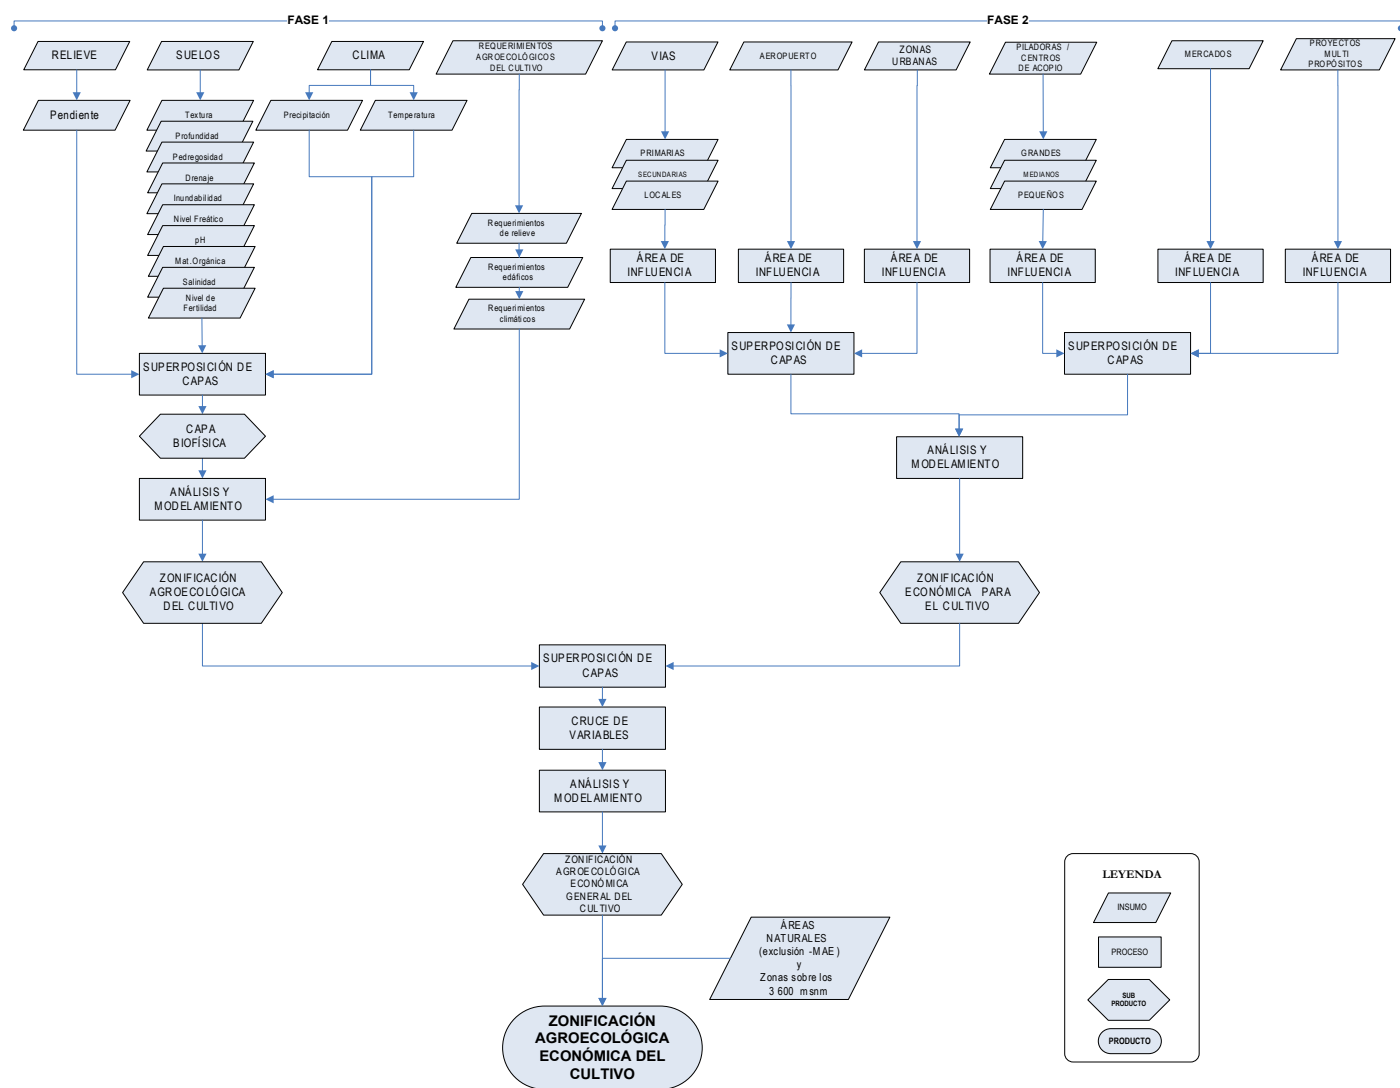 FASE 1
FASE 2
RELIEVE
SUELOS
CLIMA
REQUERIMIENTOS
AGROECOLÓGICOS
DEL CULTIVO
VIAS
AEROPUERTO
ZONAS
URBANAS
PILADORAS /
CENTROS
DE ACOPIO
MERCADOS
PROYECTOS
MULTI
PROPÓSITOS
Pendiente
Textura
Profundidad
Pedregosidad
Drenaje
Inundabilidad
Nivel Freático
pH
Mat. Orgánica
Salinidad
Nivel de
Fertilidad
Precipitación
Temperatura
Requerimientos
de relieve
Requerimientos
edáficos
Requerimientos
climáticos
PRIMARIAS
SECUNDARIAS
LOCALES
GRANDES
MEDIANOS
PEQUEÑOS
ÁREA DE
INFLUENCIA
ÁREA DE
INFLUENCIA
ÁREA DE
INFLUENCIA
ÁREA DE
INFLUENCIA
ÁREA DE
INFLUENCIA
ÁREA DE
INFLUENCIA
SUPERPOSICIÓN DE
CAPAS
SUPERPOSICIÓN DE
CAPAS
SUPERPOSICIÓN DE
CAPAS
CAPA
BIOFÍSICA
ANÁLISIS Y
MODELAMIENTO
ANÁLISIS Y
MODELAMIENTO
ZONIFICACIÓN
AGROECOLÓGICA
DEL CULTIVO
ZONIFICACIÓN
ECONÓMICA PARA
EL CULTIVO
SUPERPOSICIÓN DE
CAPAS
CRUCE DE
VARIABLES
ANÁLISIS Y
MODELAMIENTO
ZONIFICACIÓN
AGROECOLÓGICA
ECONÓMICA
GENERAL DEL
CULTIVO
ÁREAS
NATURALES
(exclusión -MAE)
y
Zonas sobre los
3 600 msnm
ZONIFICACIÓN
AGROECOLÓGICA
ECONÓMICA DEL
CULTIVO
LEYENDA
INSUMO
PROCESO
SUB
PRODUCTO
PRODUCTO